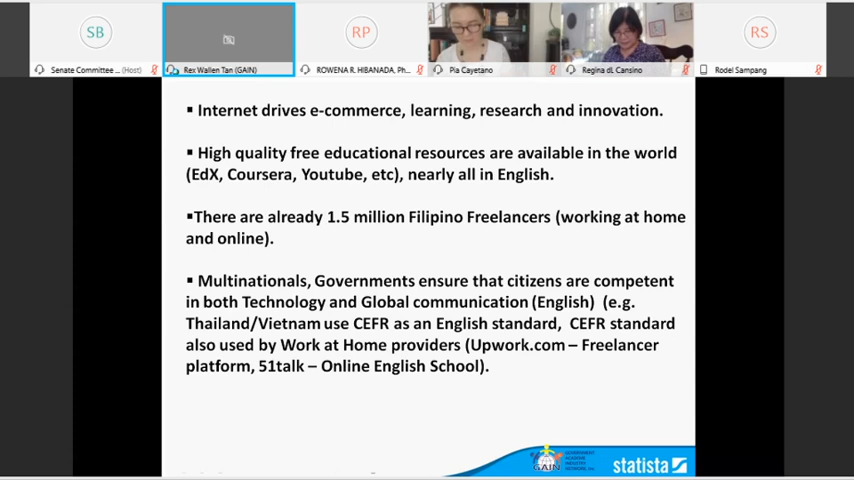 SB
RP
RS
Senate Committee ... (Host)
Rex Wallen Tan (GAIN)
ROWENA R. HIBANADA, Ph...
Pia Cayetano
Regina dL Cansino
Rodel Sampang
▪ Internet drives e-commerce, learning, research and innovation.
▪ High quality free educational resources are available in the world
(EdX, Coursera, Youtube, etc), nearly all in English.
▪There are already 1.5 million Filipino Freelancers (working at home
and online).
▪ Multinationals, Governments ensure that citizens are competent
in both Technology and Global communication (English) (e.g.
Thailand/Vietnam use CEFR as an English standard, CEFR standard
also used by Work at Home providers (Upwork.com – Freelancer
platform, 51talk – Online English School).
GAIN
GOVERNMENT
ACADEME
INDUSTRY
NETWORK, Inc.
statista